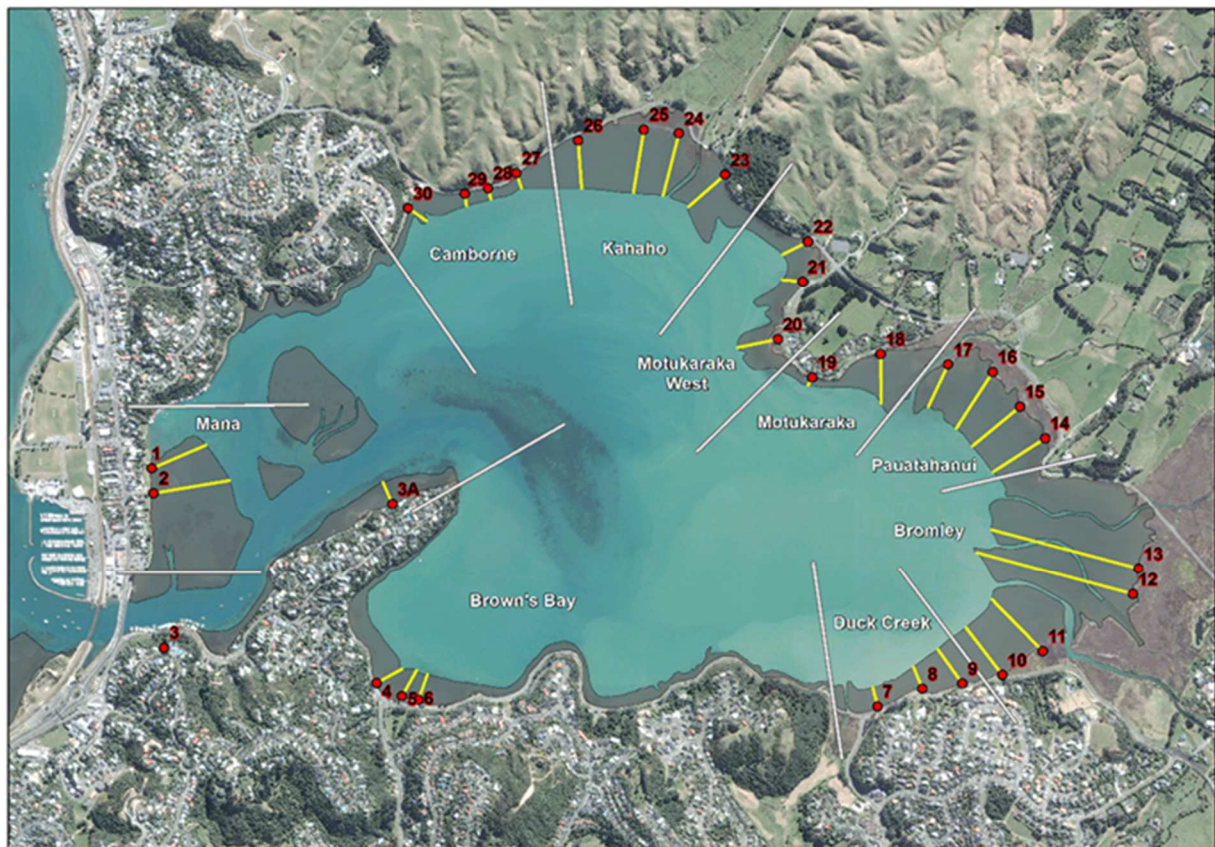 25
24
26
27
23
28
29
30
22
Camborne
Kahaho
21
20
18
Motukaraka
West
19
17
16
15
Mana
Motukaraka
14
1
Pauatahanui
2
3A
Bromley
13
12
Brown's Bay
Duck Creek
3
11
10
4
5
6
7
8
9